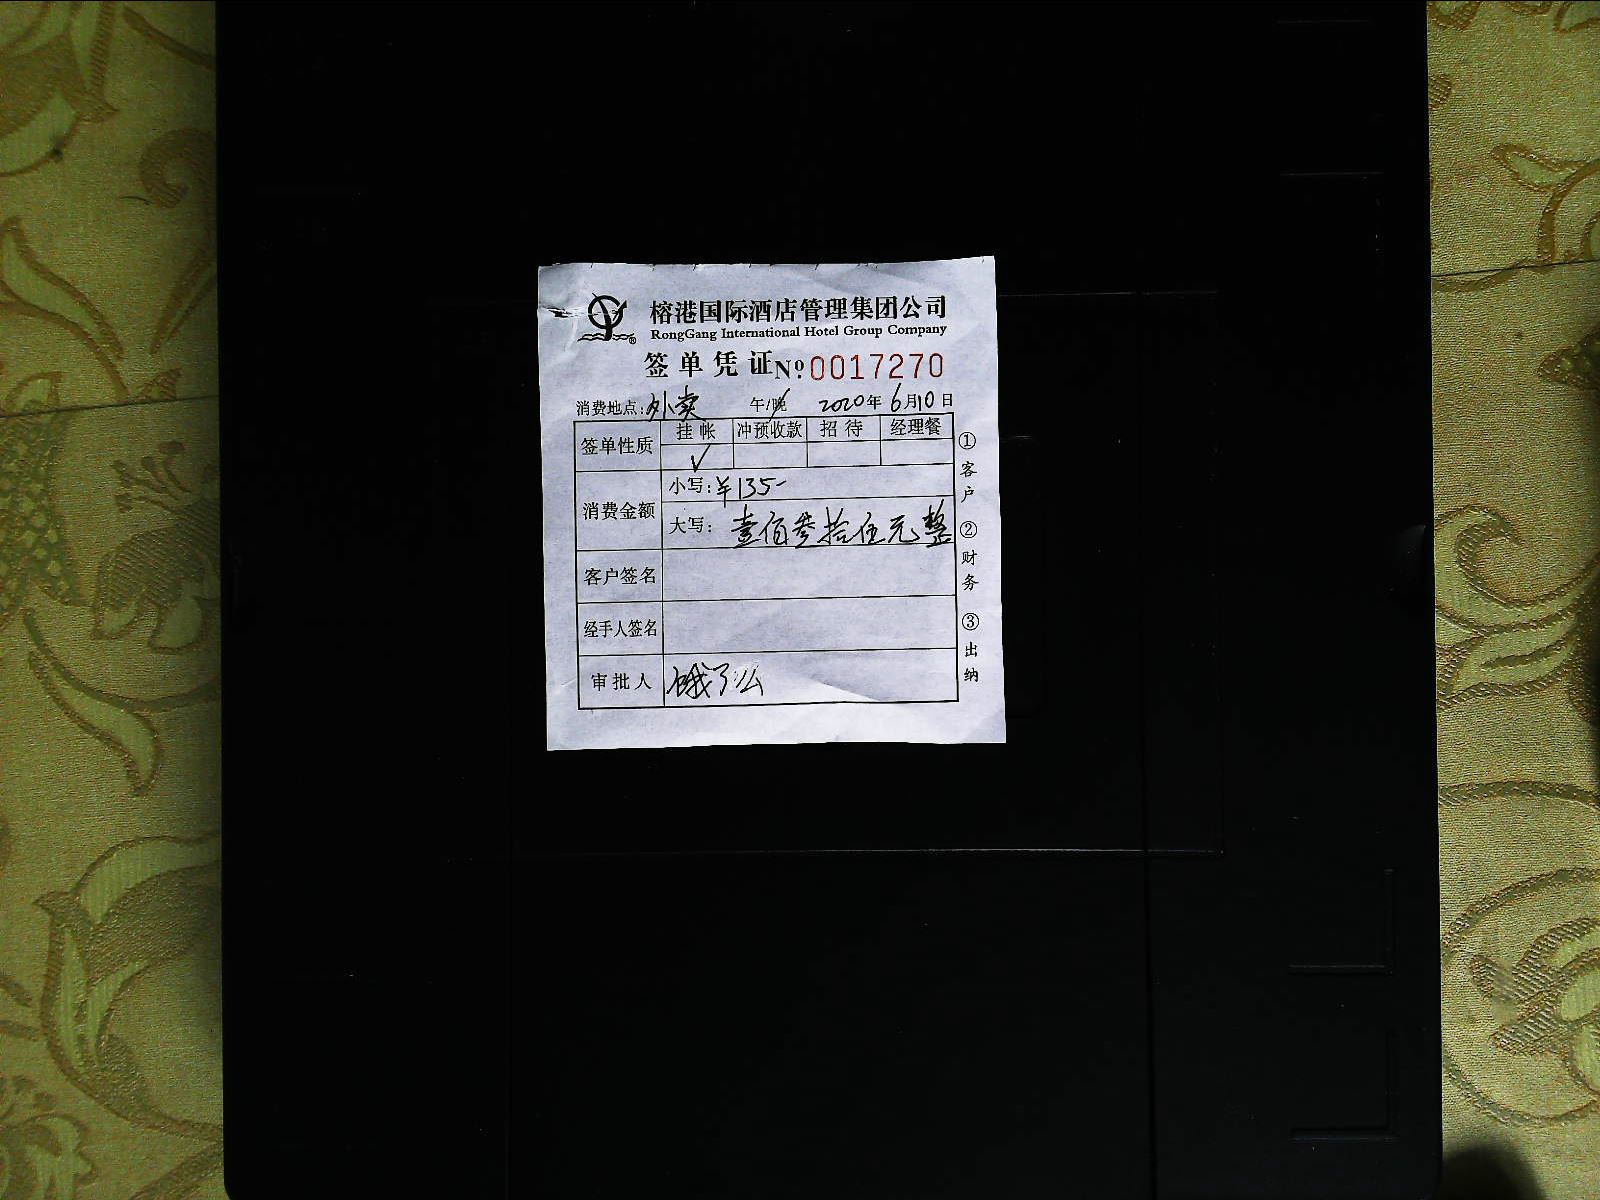 榕港国际酒店管理集团公司
RongGang International Hotel Group Company
签单凭证 Nº 0017270
消费地点:外卖 午/晚 2020年6月10日
签单性质 挂帐 冲预收款 招待 经理餐
✓
消费金额 小写:¥135-
大写: 壹佰叁拾伍元整
客户签名
经手人签名
审批人 饿了么
①客户 ②财务 ③出纳